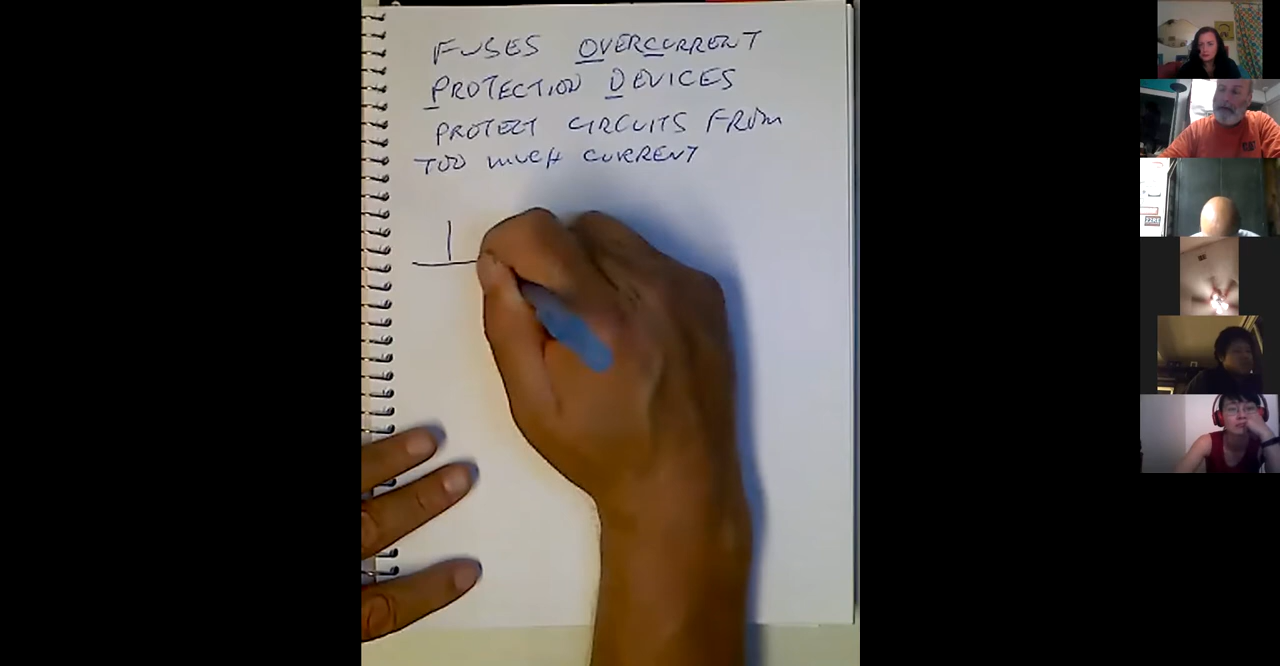 FUSES OVERCURRENT
PROTECTION DEVICES
PROTECT CIRCUITS FROM
TOO MUCH CURRENT